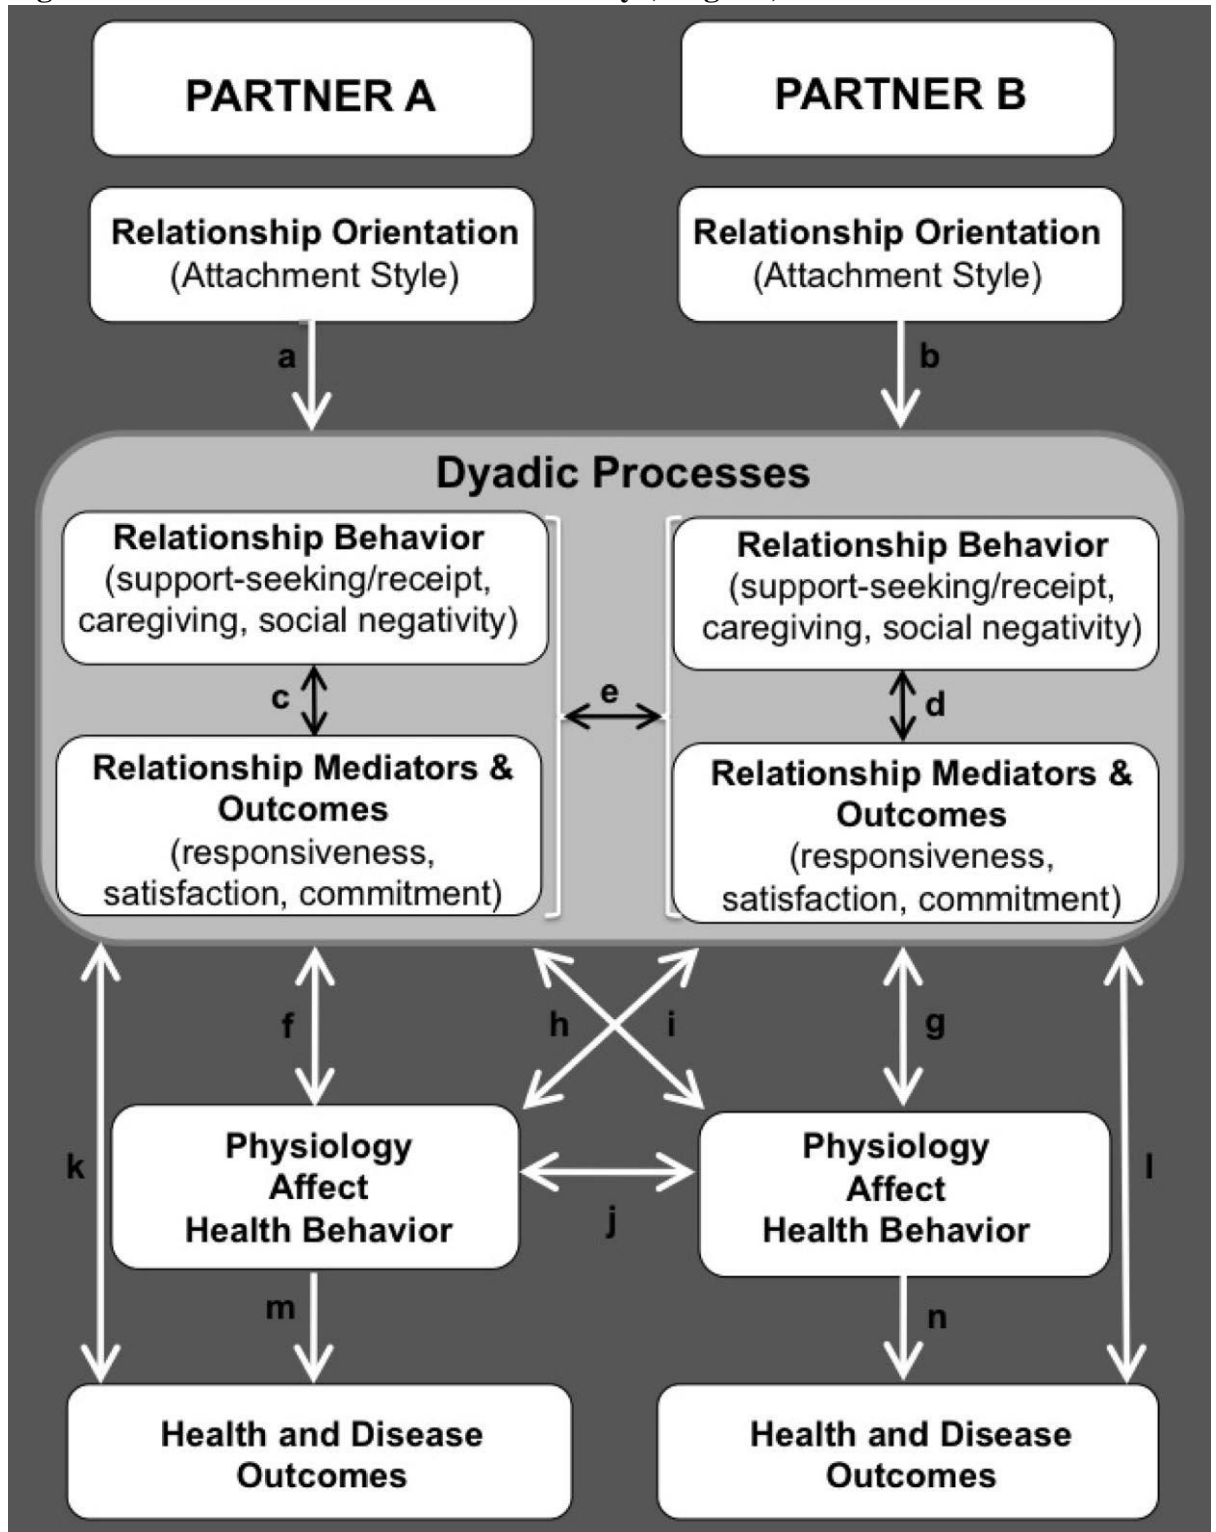 PARTNER A
PARTNER B
Relationship Orientation
(Attachment Style)
Relationship Orientation
(Attachment Style)
a
b
Dyadic Processes
Relationship Behavior
(support-seeking/receipt,
caregiving, social negativity)
Relationship Behavior
(support-seeking/receipt,
caregiving, social negativity)
c
e
d
Relationship Mediators &
Outcomes
(responsiveness,
satisfaction, commitment)
Relationship Mediators &
Outcomes
(responsiveness,
satisfaction, commitment)
f
h
i
g
k
Physiology
Affect
Health Behavior
j
Physiology
Affect
Health Behavior
l
m
n
Health and Disease
Outcomes
Health and Disease
Outcomes